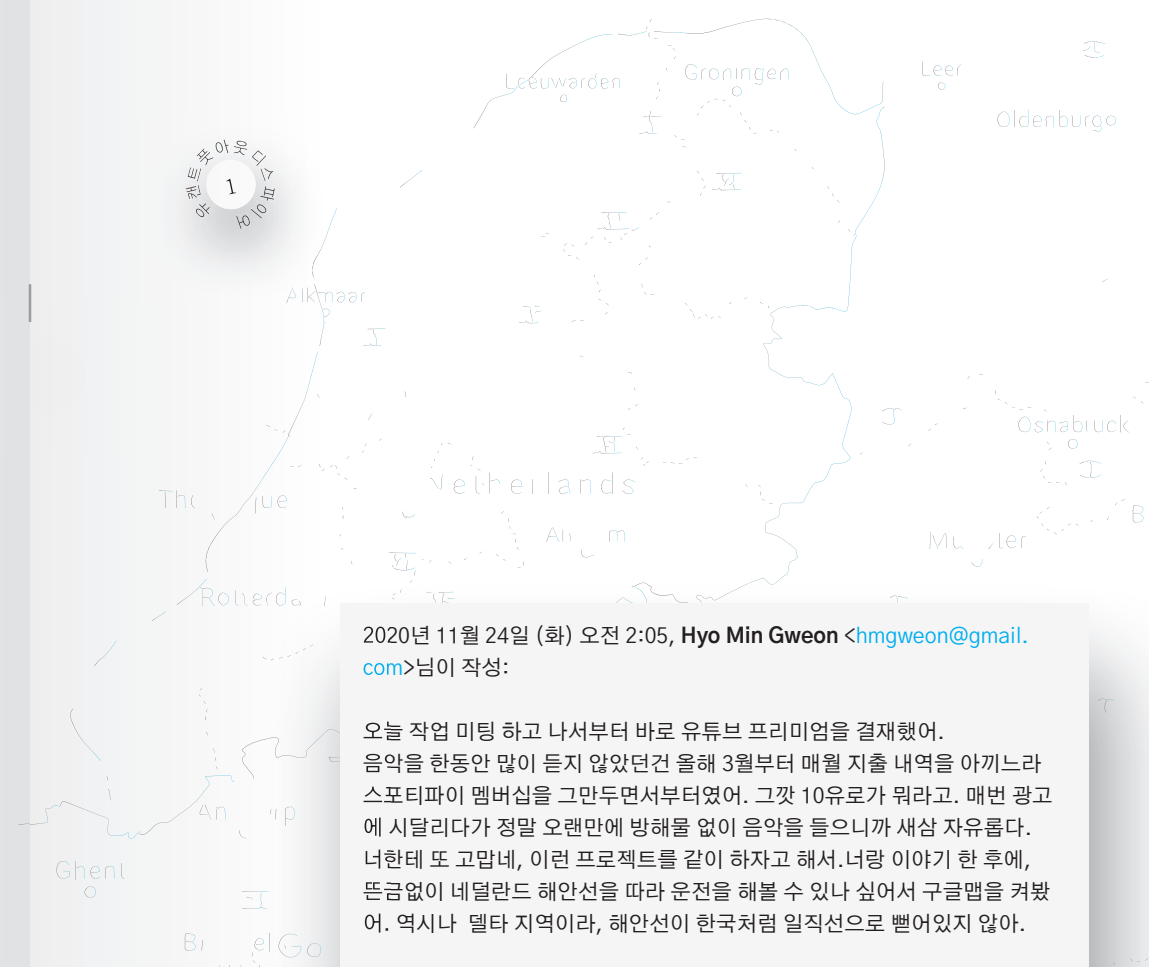 Leeuwarden
Groningen
Leer
Oldenburg
유캔트풋아웃디스파이어
1
Alkmaar
Osnabruck
Netherlands
2020년 11월 24일 (화) 오전 2:05, Hyo Min Gweon <hmgweon@gmail.
com>님이 작성:
오늘 작업 미팅 하고 나서부터 바로 유튜브 프리미엄을 결재했어.
음악을 한동안 많이 듣지 않았던건 올해 3월부터 매월 지출 내역을 아끼느라
스포티파이 멤버십을 그만두면서부터였어. 그깟 10유로가 뭐라고. 매번 광고
에 시달리다가 정말 오랜만에 방해물 없이 음악을 들으니까 새삼 자유롭다.
너한테 또 고맙네, 이런 프로젝트를 같이 하자고 해서.너랑 이야기 한 후에,
뜬금없이 네덜란드 해안선을 따라 운전을 해볼 수 있나 싶어서 구글맵을 켜봤
어. 역시나 델타 지역이라, 해안선이 한국처럼 일직선으로 뻗어있지 않아.
Ghent